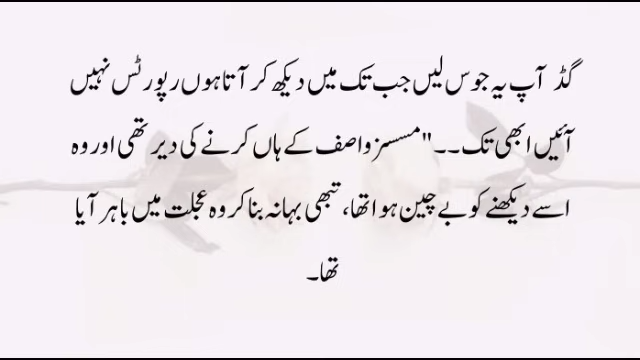 گڈ آپ یہ جوس لیں جب تک میں دیکھ کر آتا ہوں رپورٹس نہیں
آئیں ابھی تک۔۔" مسسز واصف کے ہاں کرنے کی دیر تھی اور وہ
اسے دیکھنے کو بے چین ہوا تھا، تبھی بہانہ بنا کر وہ عجلت میں باہر آیا
تھا۔